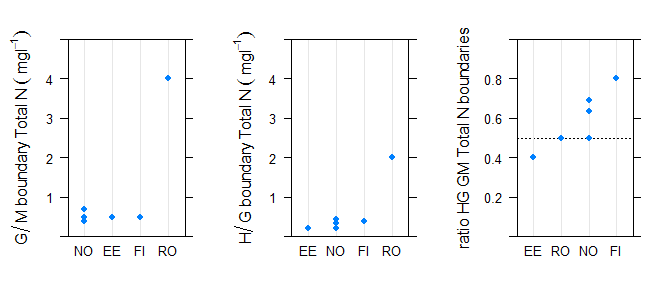 G/M boundary Total N ( mgl⁻¹)
4
3
2
1
NO EE FI RO
H/G boundary Total N ( mgl⁻¹)
4
3
2
1
EE NO FI RO
ratio HG GM Total N boundaries
0.8
0.6
0.4
0.2
EE RO NO FI